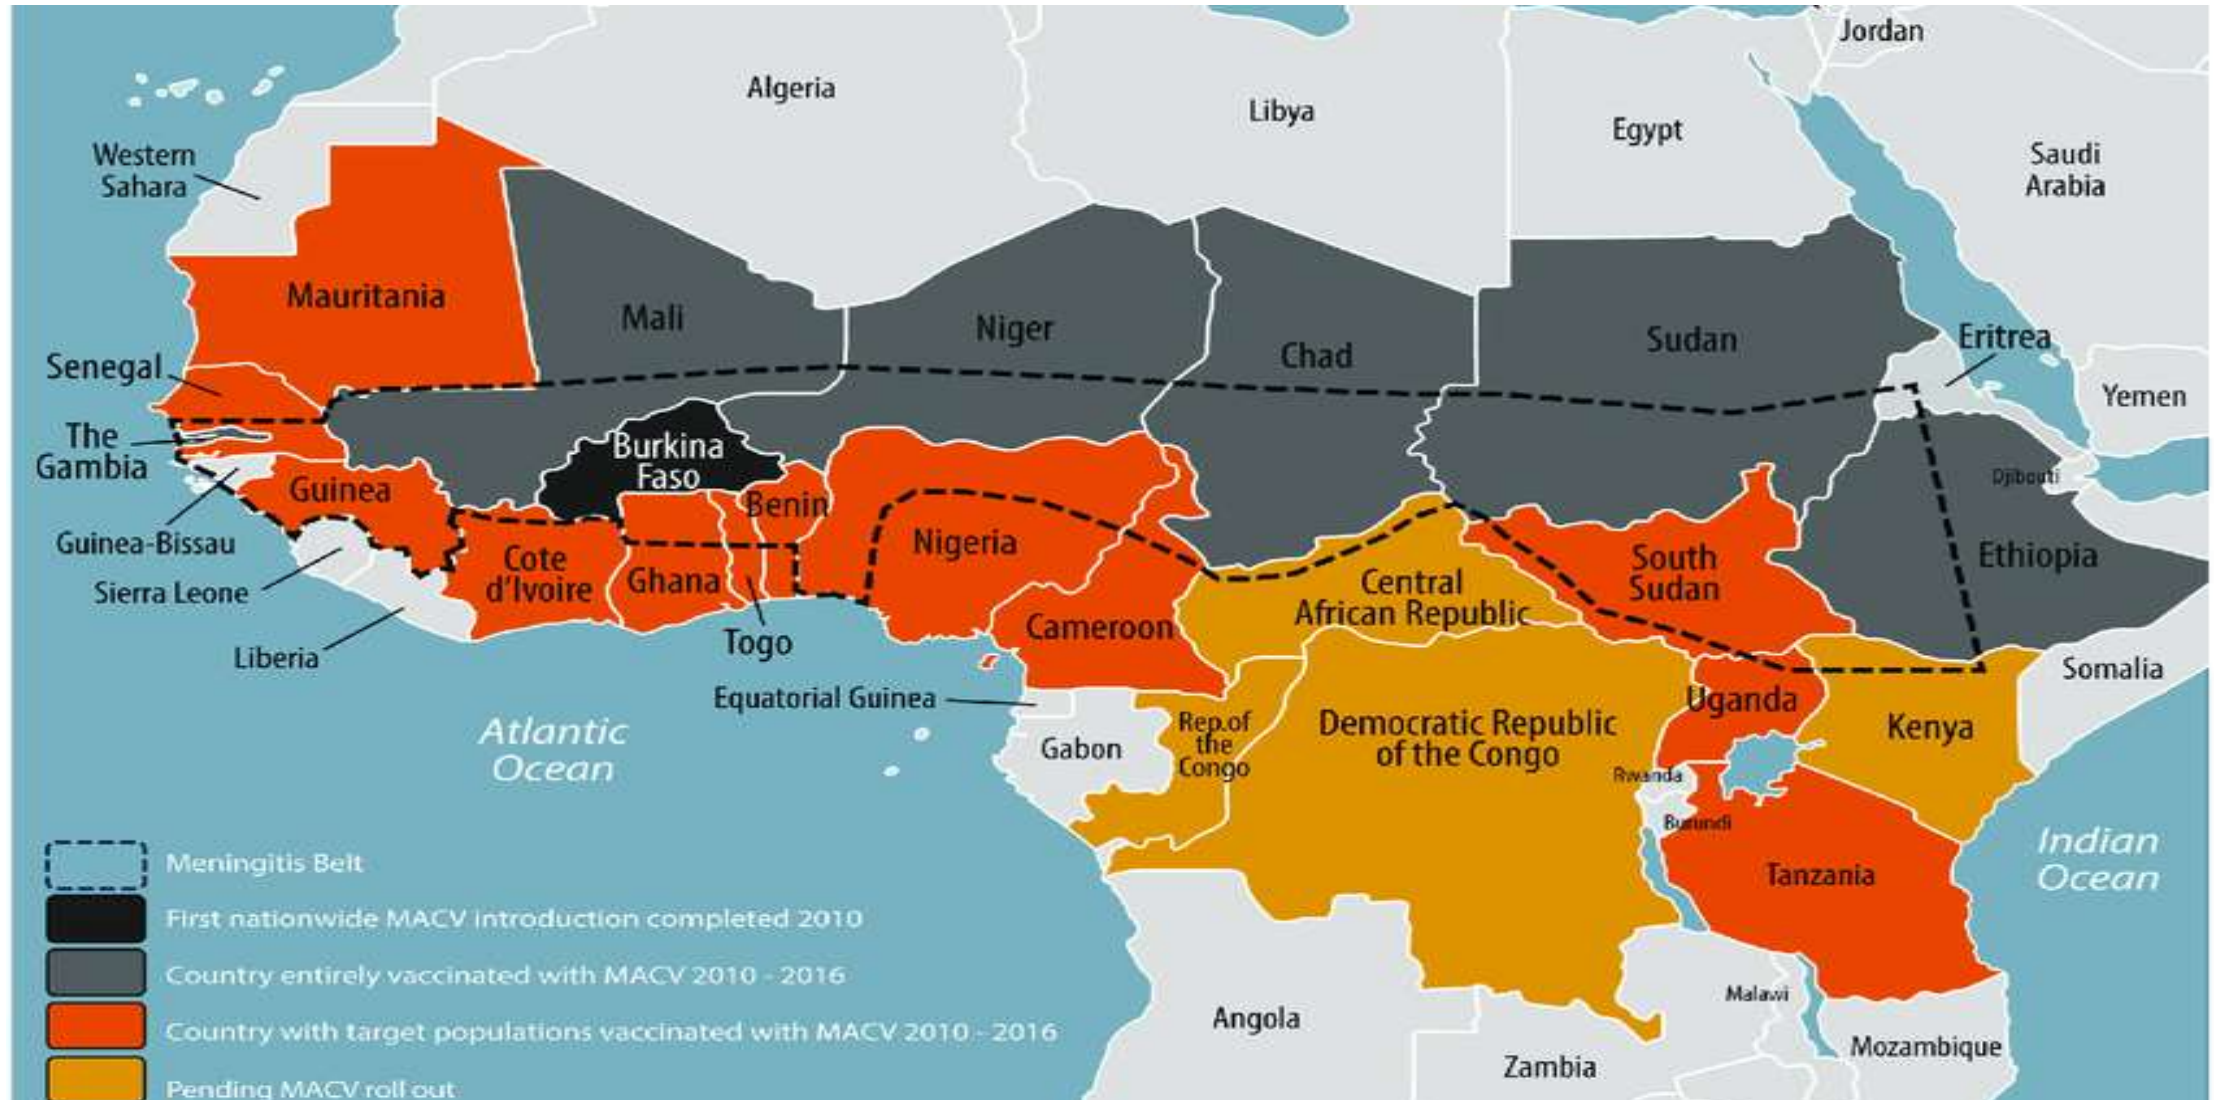 Jordan
Algeria
Libya
Egypt
Western
Sahara
Saudi
Arabia
Mauritania
Mali
Niger
Chad
Sudan
Eritrea
Senegal
Yemen
The
Gambia
Burkina
Faso
Djibouti
Guinea
Benin
Guinea-Bissau
Cote
d'Ivoire
Ghana
Nigeria
Central
African Republic
South
Sudan
Ethiopia
Sierra Leone
Liberia
Togo
Cameroon
Somalia
Equatorial Guinea
Uganda
Atlantic
Ocean
Gabon
Rep.of
the
Congo
Democratic Republic
of the Congo
Kenya
Rwanda
Burundi
Indian
Ocean
Tanzania
Angola
Malawi
Zambia
Mozambique
Meningitis Belt
First nationwide MACV introduction completed 2010
Country entirely vaccinated with MACV 2010 - 2016
Country with target populations vaccinated with MACV 2010 - 2016
Pending MACV roll out